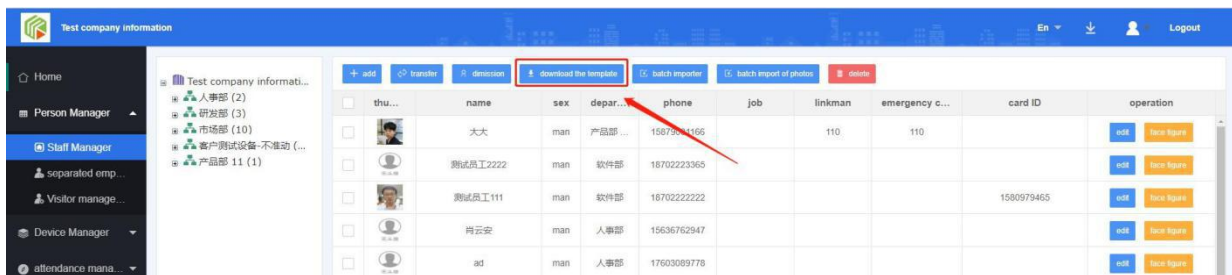 Test company information
En
Logout
Home
Person Manager
Staff Manager
separated emp...
Visitor manage...
Device Manager
attendance mana...
Test company informati...
人事部 (2)
研发部 (3)
市场部 (10)
客户测试设备-不准动 (...
产品部 11 (1)
+ add transfer dimission download the template batch importer batch import of photos delete
thu... name sex depar... phone job linkman emergency c... card ID operation
大大 man 产品部 ... 110 110 edit face figure
测试员工2222 man 软件部 18702223365 edit face figure
测试员工111 man 软件部 18702222222 1580979465 edit face figure
肖云安 man 人事部 15636762947 edit face figure
ad man 人事部 17603089778 edit face figure